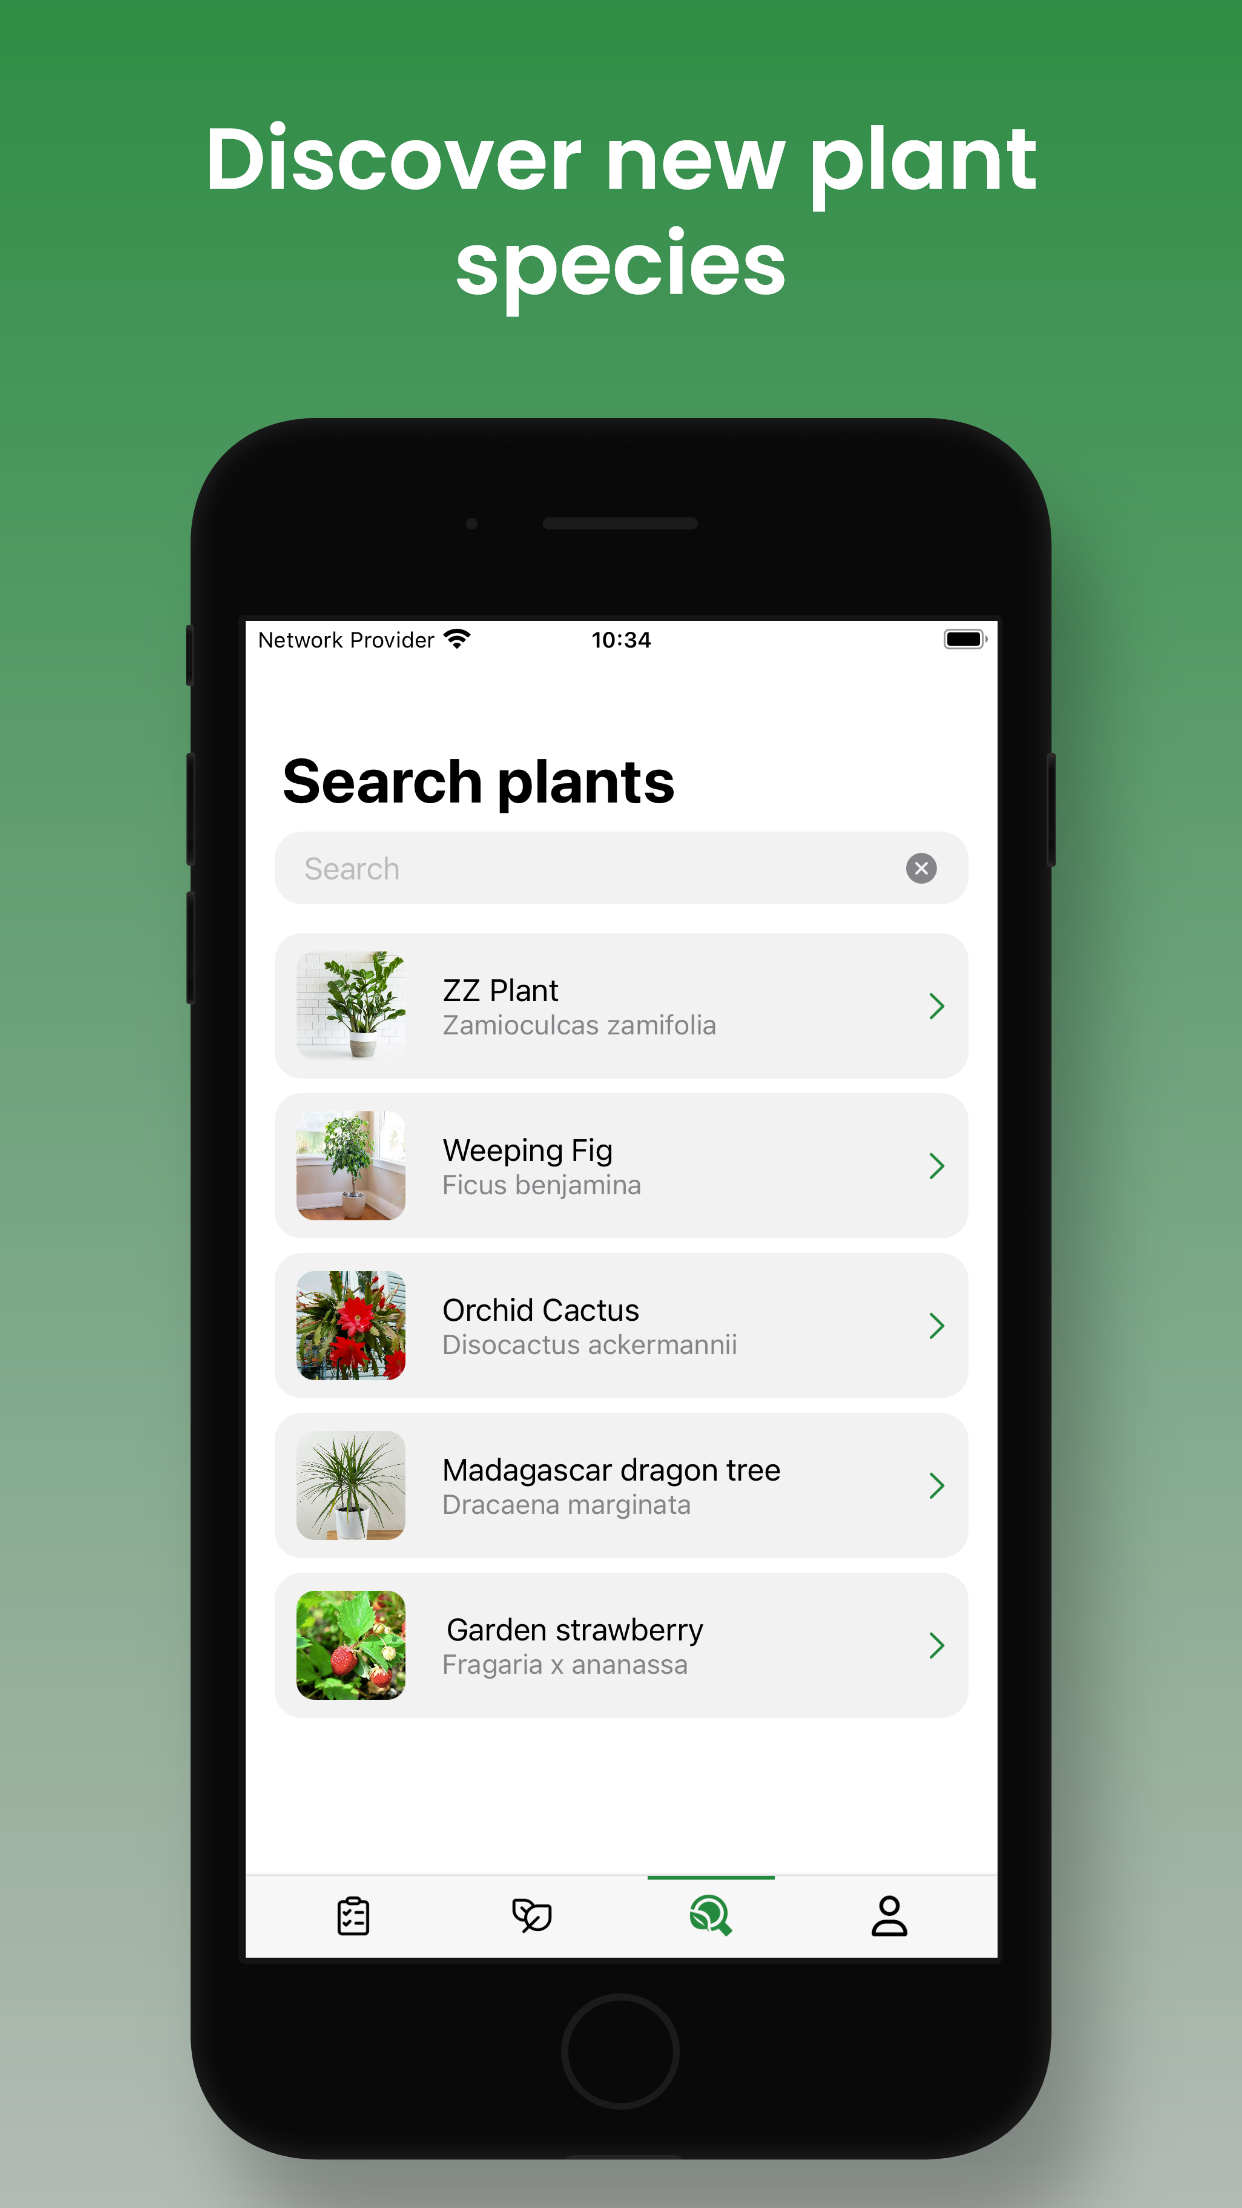 Discover new plant
species
Network Provider 10:34
Search plants
Search
ZZ Plant
Zamioculcas zamifolia
Weeping Fig
Ficus benjamina
Orchid Cactus
Disocactus ackermannii
Madagascar dragon tree
Dracaena marginata
Garden strawberry
Fragaria x ananassa